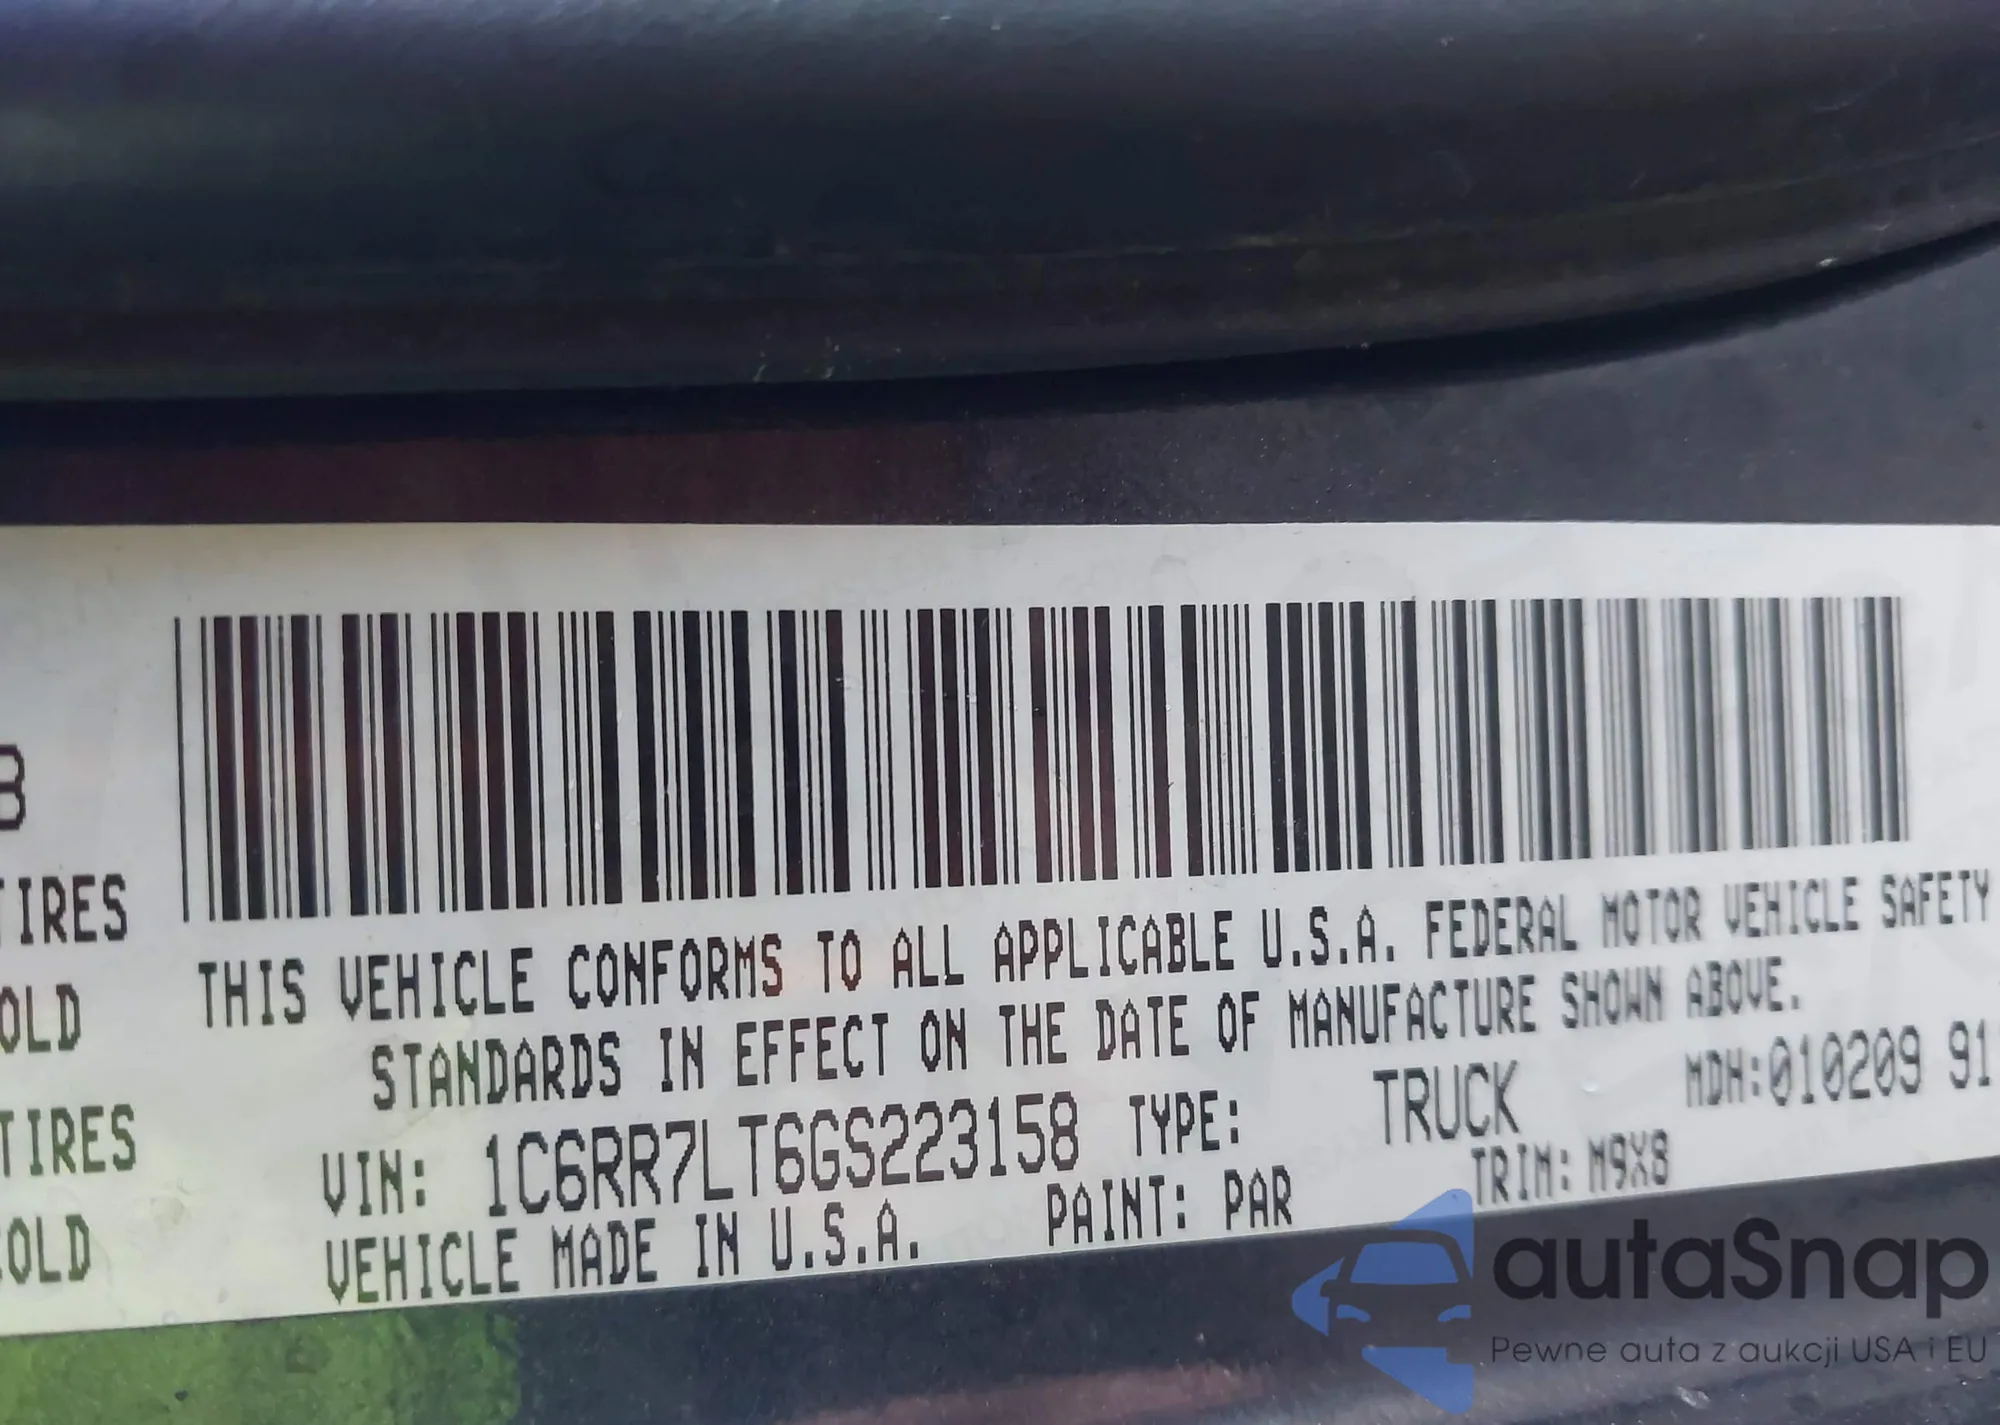 8
TIRES
OLD
TIRES
OLD
THIS VEHICLE CONFORMS TO ALL APPLICABLE U.S.A. FEDERAL MOTOR VEHICLE SAFETY
STANDARDS IN EFFECT ON THE DATE OF MANUFACTURE SHOWN ABOVE.
VIN: 1C6RR7LT6GS223158 TYPE: TRUCK MDH:010209 91
VEHICLE MADE IN U.S.A. PAINT: PAR TRIM: M9X8
autaSnap
Pewne auta z aukcji USA i EU